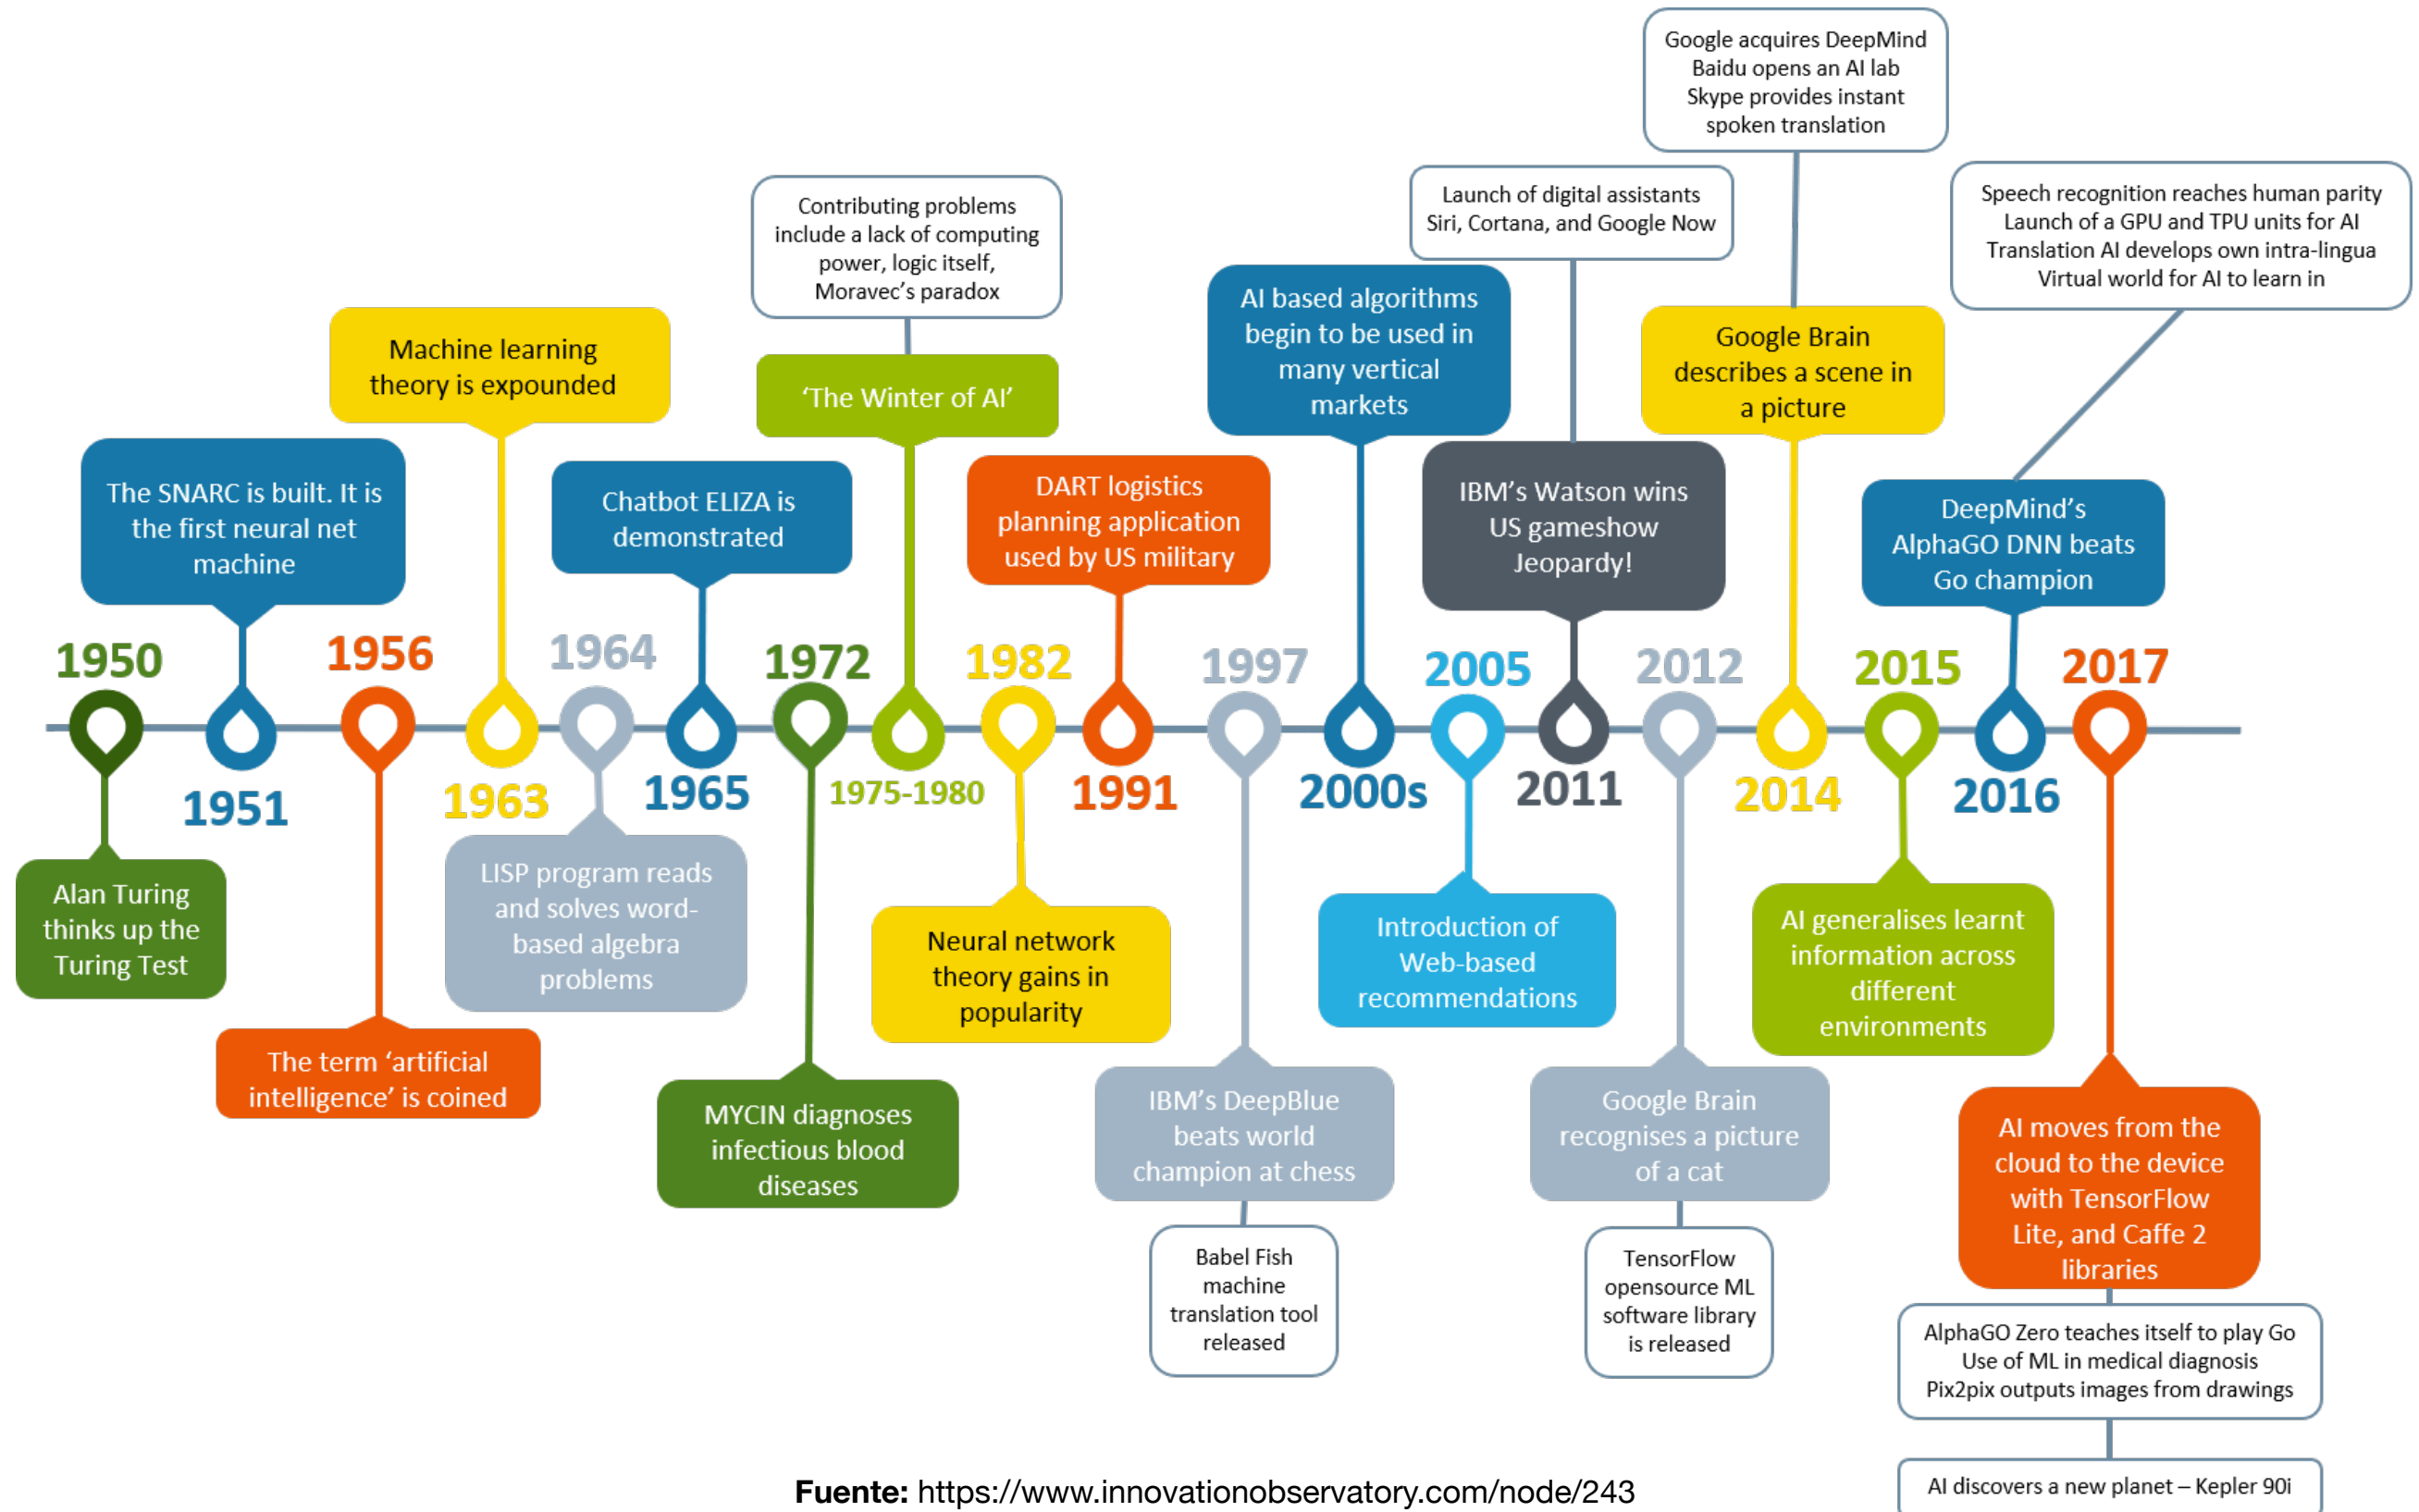 Google acquires DeepMind
Baidu opens an AI lab
Skype provides instant
spoken translation
Launch of digital assistants
Siri, Cortana, and Google Now
Speech recognition reaches human parity
Launch of a GPU and TPU units for AI
Translation AI develops own intra-lingua
Virtual world for AI to learn in
Contributing problems
include a lack of computing
power, logic itself,
Moravec's paradox
Machine learning
theory is expounded
'The Winter of AI'
AI based algorithms
begin to be used in
many vertical
markets
Google Brain
describes a scene in
a picture
The SNARC is built. It is
the first neural net
machine
Chatbot ELIZA is
demonstrated
DART logistics
planning application
used by US military
IBM's Watson wins
US gameshow
Jeopardy!
DeepMind's
AlphaGO DNN beats
Go champion
1950
1951
1956
1963
1964
1965
1972
1975-1980
1982
1991
1997
2000s
2005
2011
2012
2014
2015
2016
2017
Alan Turing
thinks up the
Turing Test
The term 'artificial
intelligence' is coined
LISP program reads
and solves word-
based algebra
problems
MYCIN diagnoses
infectious blood
diseases
Neural network
theory gains in
popularity
IBM's DeepBlue
beats world
champion at chess
Babel Fish
machine
translation tool
released
Introduction of
Web-based
recommendations
Google Brain
recognises a picture
of a cat
TensorFlow
opensource ML
software library
is released
AI generalises learnt
information across
different
environments
AI moves from the
cloud to the device
with TensorFlow
Lite, and Caffe 2
libraries
AlphaGO Zero teaches itself to play Go
Use of ML in medical diagnosis
Pix2pix outputs images from drawings
AI discovers a new planet – Kepler 90i
Fuente: https://www.innovationobservatory.com/node/243